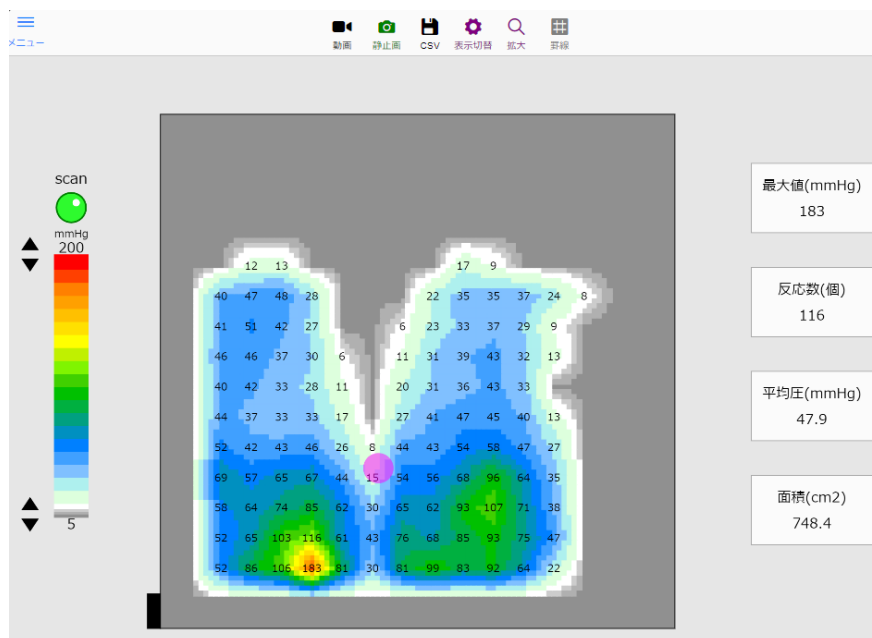 メニュー
動画 静止画 CSV 表示切替 拡大 罫線
scan
mmHg
200
5
12 13 17 9
40 47 48 28 22 35 35 37 24 8
41 51 42 27 6 23 33 37 29 9
46 46 37 30 6 11 31 39 43 32 13
40 42 33 28 11 20 31 36 43 33
44 37 33 33 17 27 41 47 45 40 13
52 42 43 46 26 8 44 43 54 58 47 27
69 57 65 67 44 15 54 56 68 96 64 35
58 64 74 85 62 30 65 62 93 107 71 38
52 65 103 116 61 43 76 68 85 93 75 47
52 86 106 183 81 30 81 99 83 92 64 22
最大値(mmHg)
183
反応数(個)
116
平均圧(mmHg)
47.9
面積(cm2)
748.4